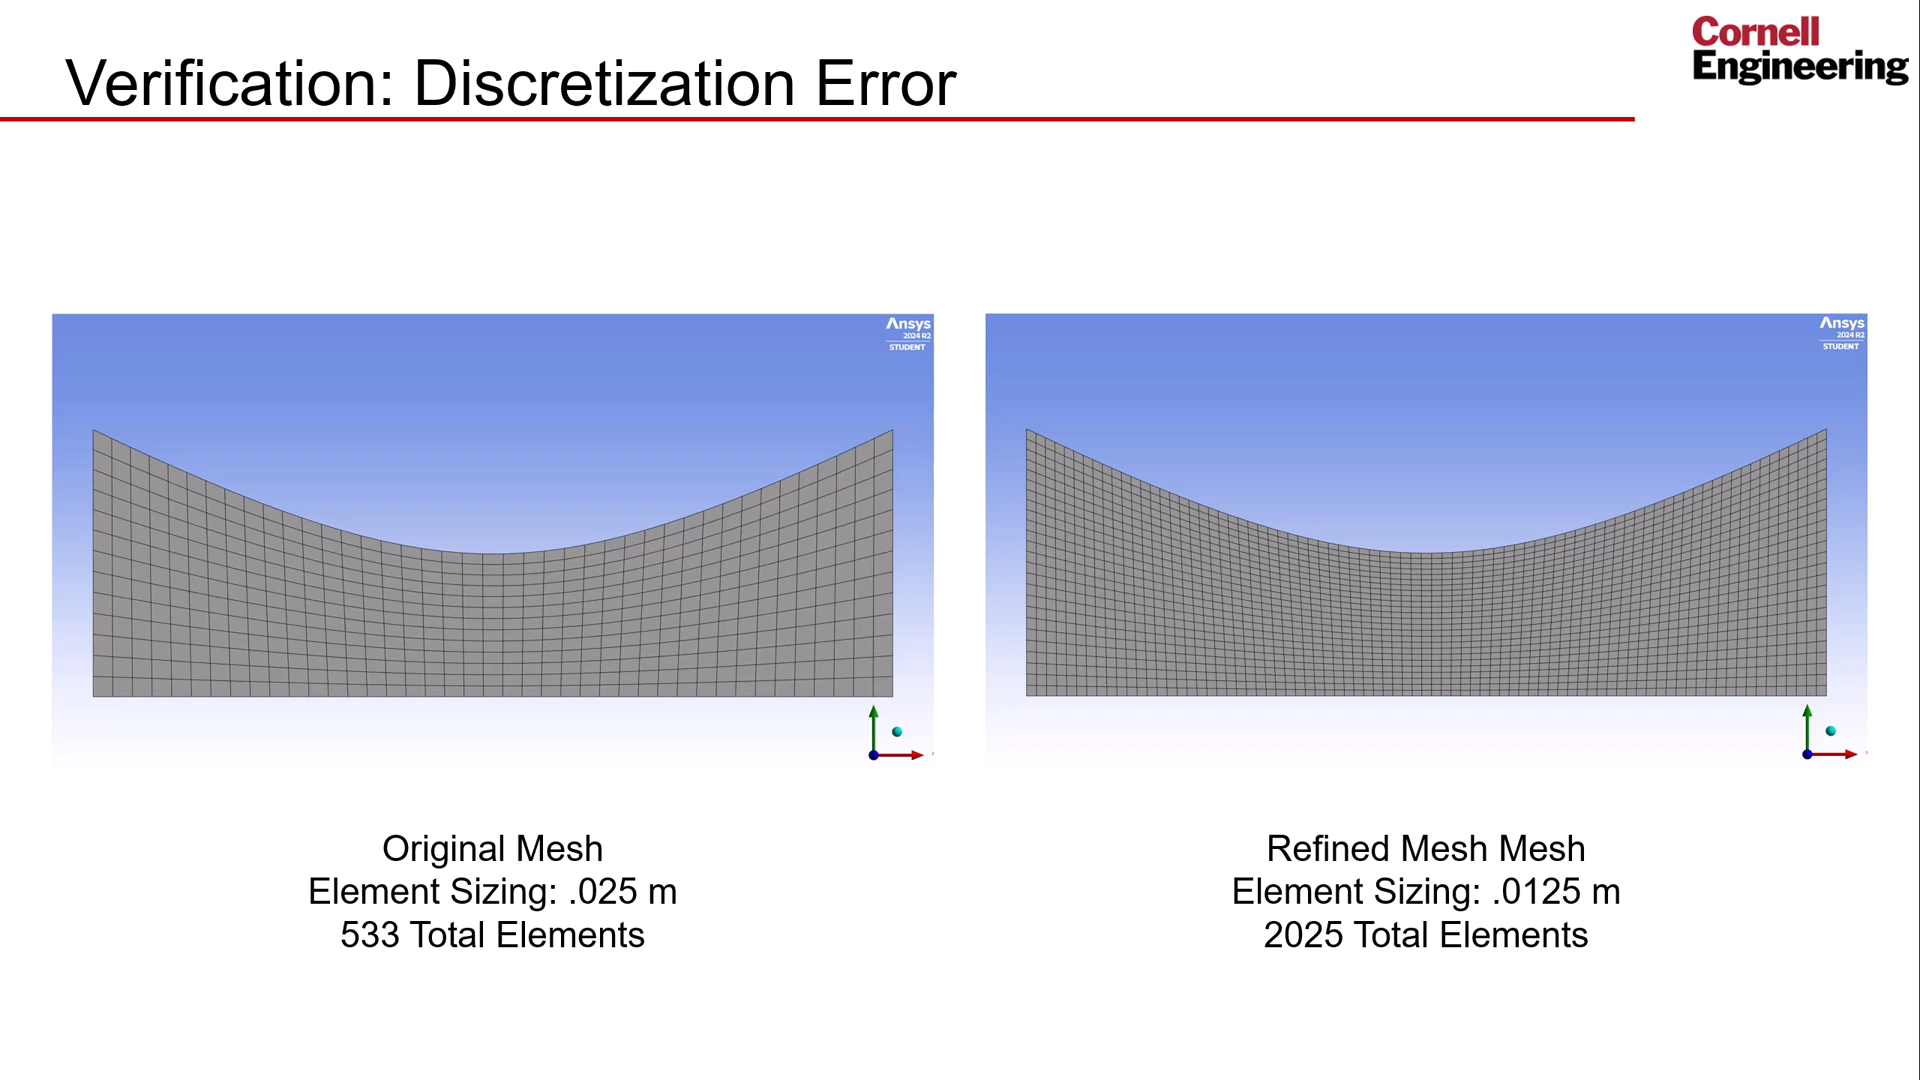 Cornell
Engineering
Verification: Discretization Error
Ansys
2024 R2
STUDENT
Ansys
2024 R2
STUDENT
Original Mesh
Element Sizing: .025 m
533 Total Elements
Refined Mesh Mesh
Element Sizing: .0125 m
2025 Total Elements